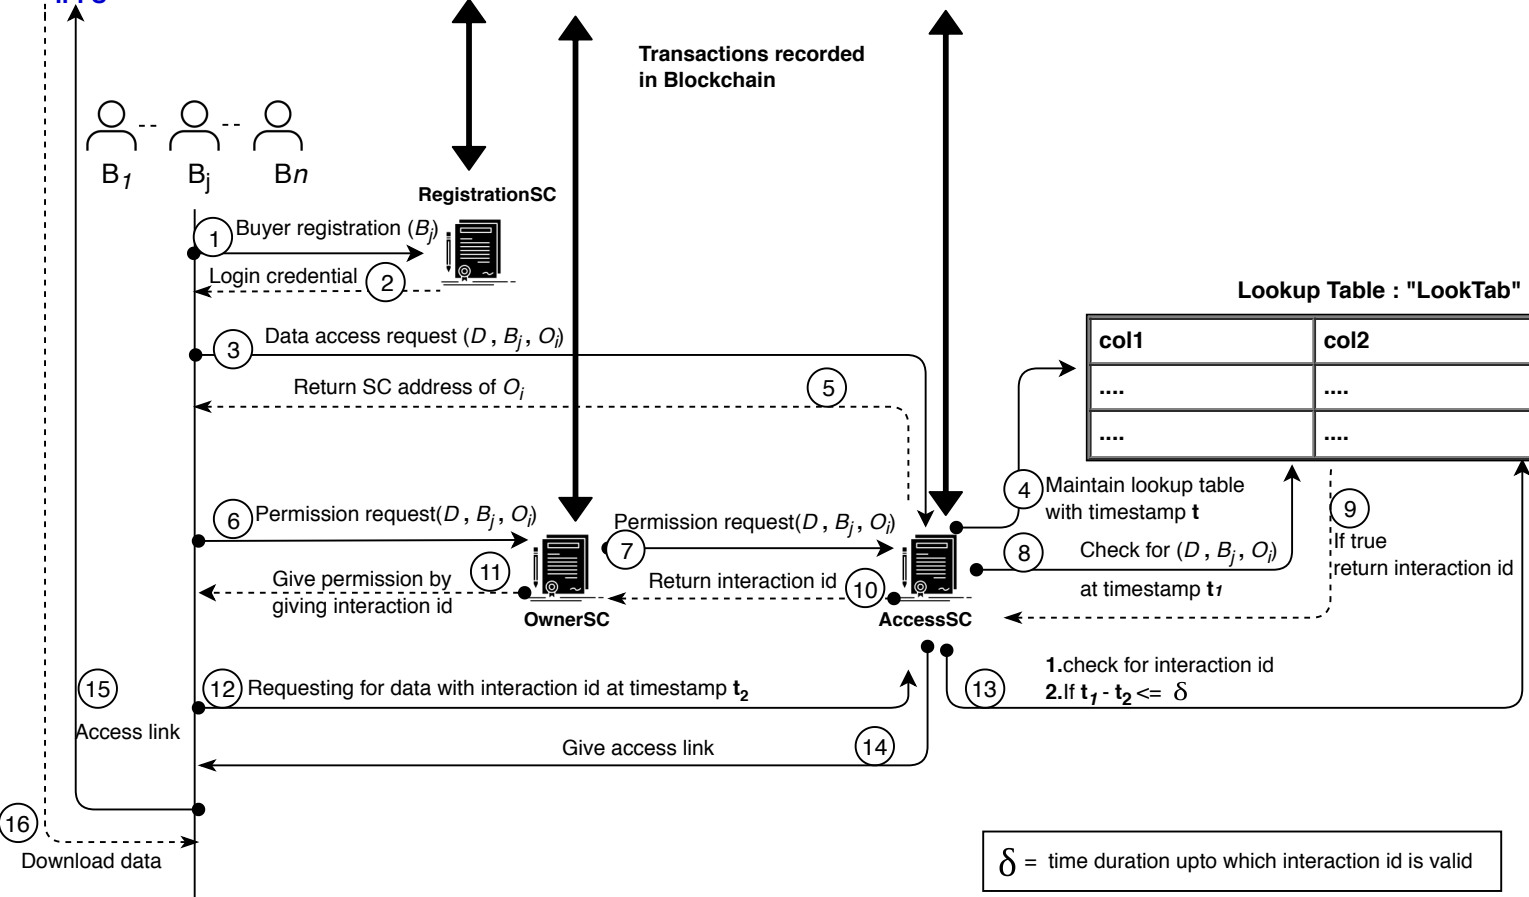 Transactions recorded
in Blockchain
B1
Bj
Bn
RegistrationSC
1
Buyer registration (Bj)
Login credential
2
Lookup Table : "LookTab"
col1
col2
....
....
....
....
3
Data access request (D , Bj , Oi)
Return SC address of Oi
5
4
Maintain lookup table
with timestamp t
6
Permission request(D , Bj , Oi)
Permission request(D , Bj , Oi)
7
8
Check for (D , Bj , Oi)
at timestamp t1
9
If true
return interaction id
Give permission by
giving interaction id
11
Return interaction id
10
OwnerSC
AccessSC
15
Access link
12
Requesting for data with interaction id at timestamp t2
13
1.check for interaction id
2.If t1 - t2 <= δ
Give access link
14
16
Download data
δ = time duration upto which interaction id is valid